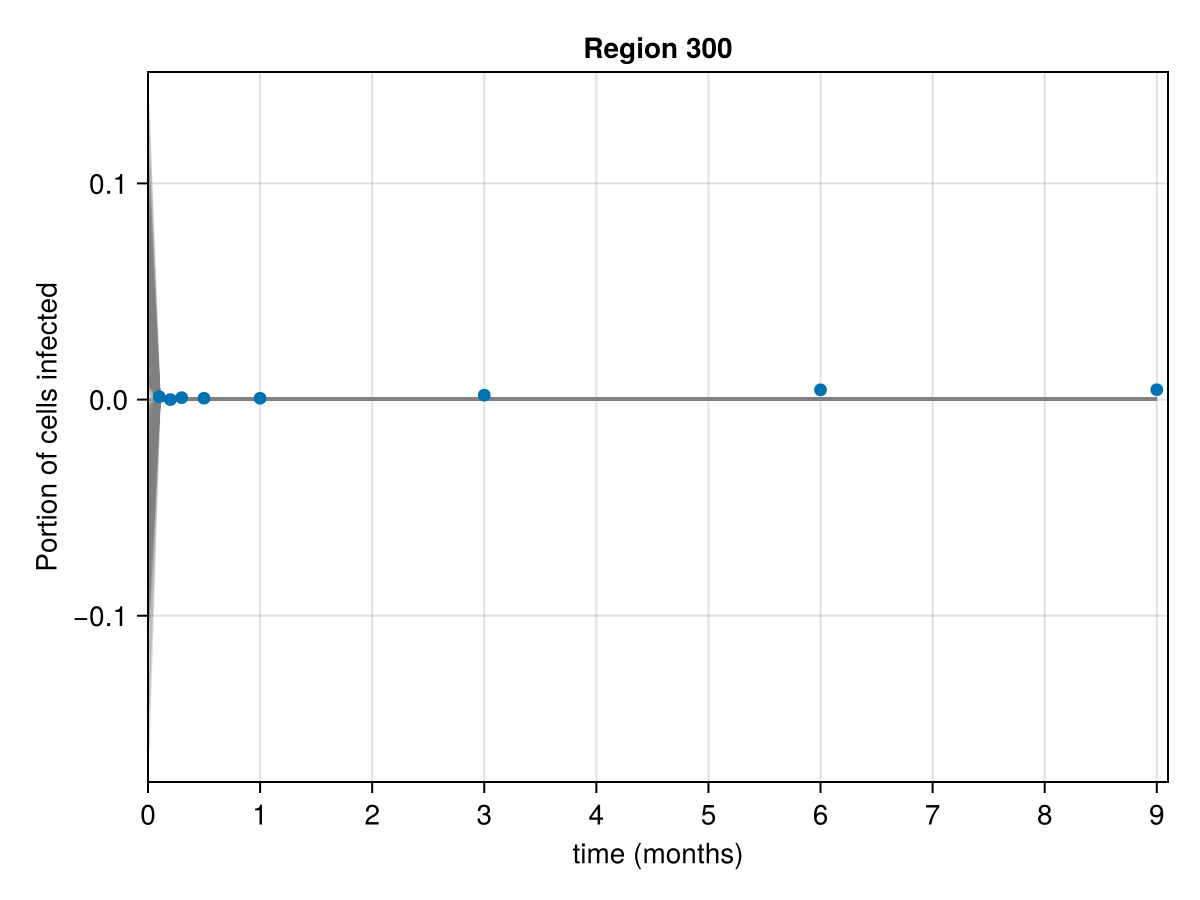 Region 300
Portion of cells infected
0.1
0.0
−0.1
0 1 2 3 4 5 6 7 8 9
time (months)